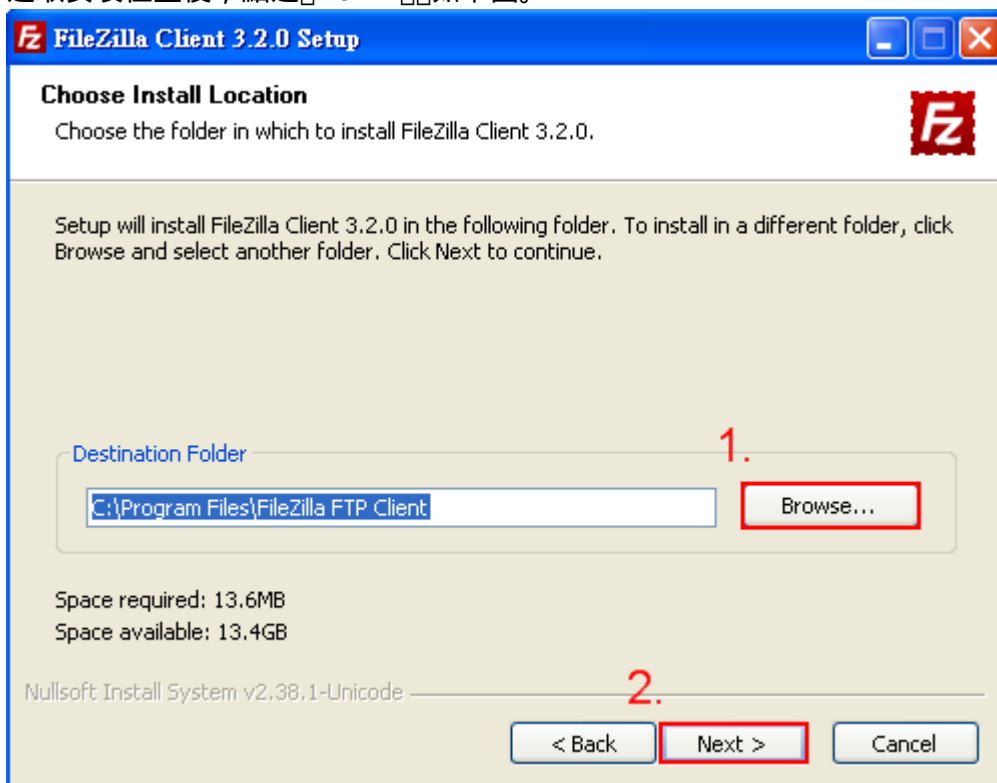 FileZilla Client 3.2.0 Setup
Choose Install Location
Choose the folder in which to install FileZilla Client 3.2.0.
Setup will install FileZilla Client 3.2.0 in the following folder. To install in a different folder, click
Browse and select another folder. Click Next to continue.
1.
Destination Folder
C:\Program Files\FileZilla FTP Client
Browse...
Space required: 13.6MB
Space available: 13.4GB
Nullsoft Install System v2.38.1-Unicode
2.
< Back
Next >
Cancel